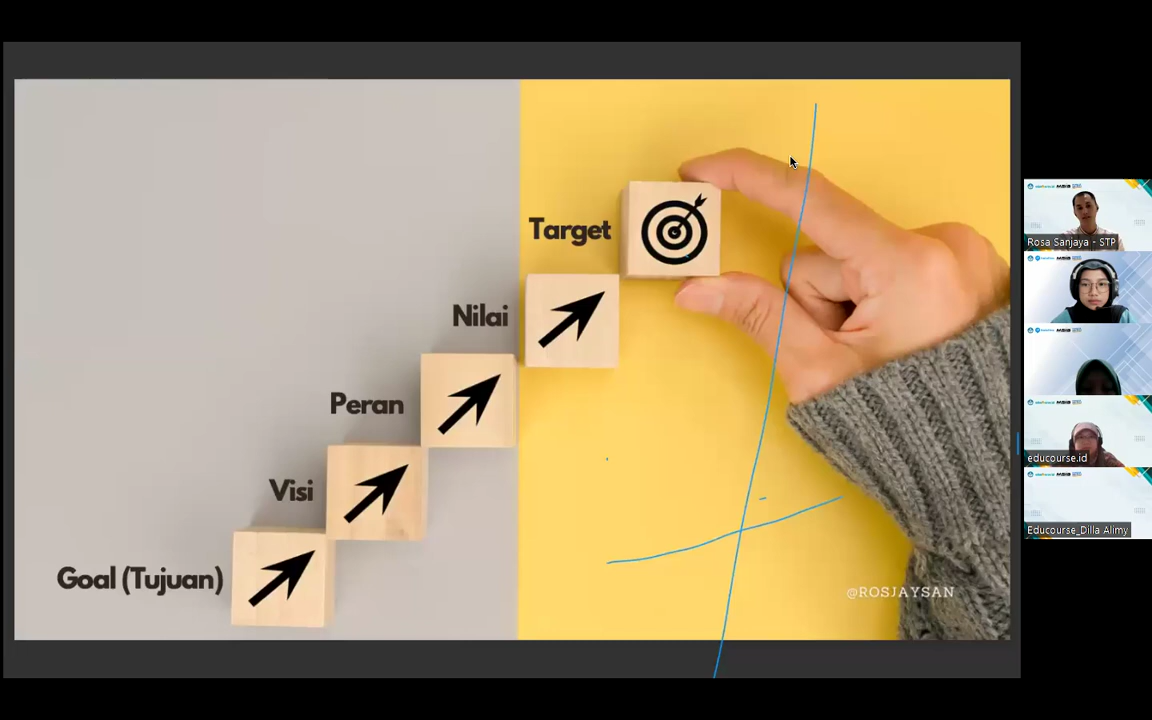 Target
Nilai
Peran
Visi
Goal (Tujuan)
@ROSJAYSAN
Rosa Sanjaya - STP
educourse.id
Educourse_Dilla Alimy